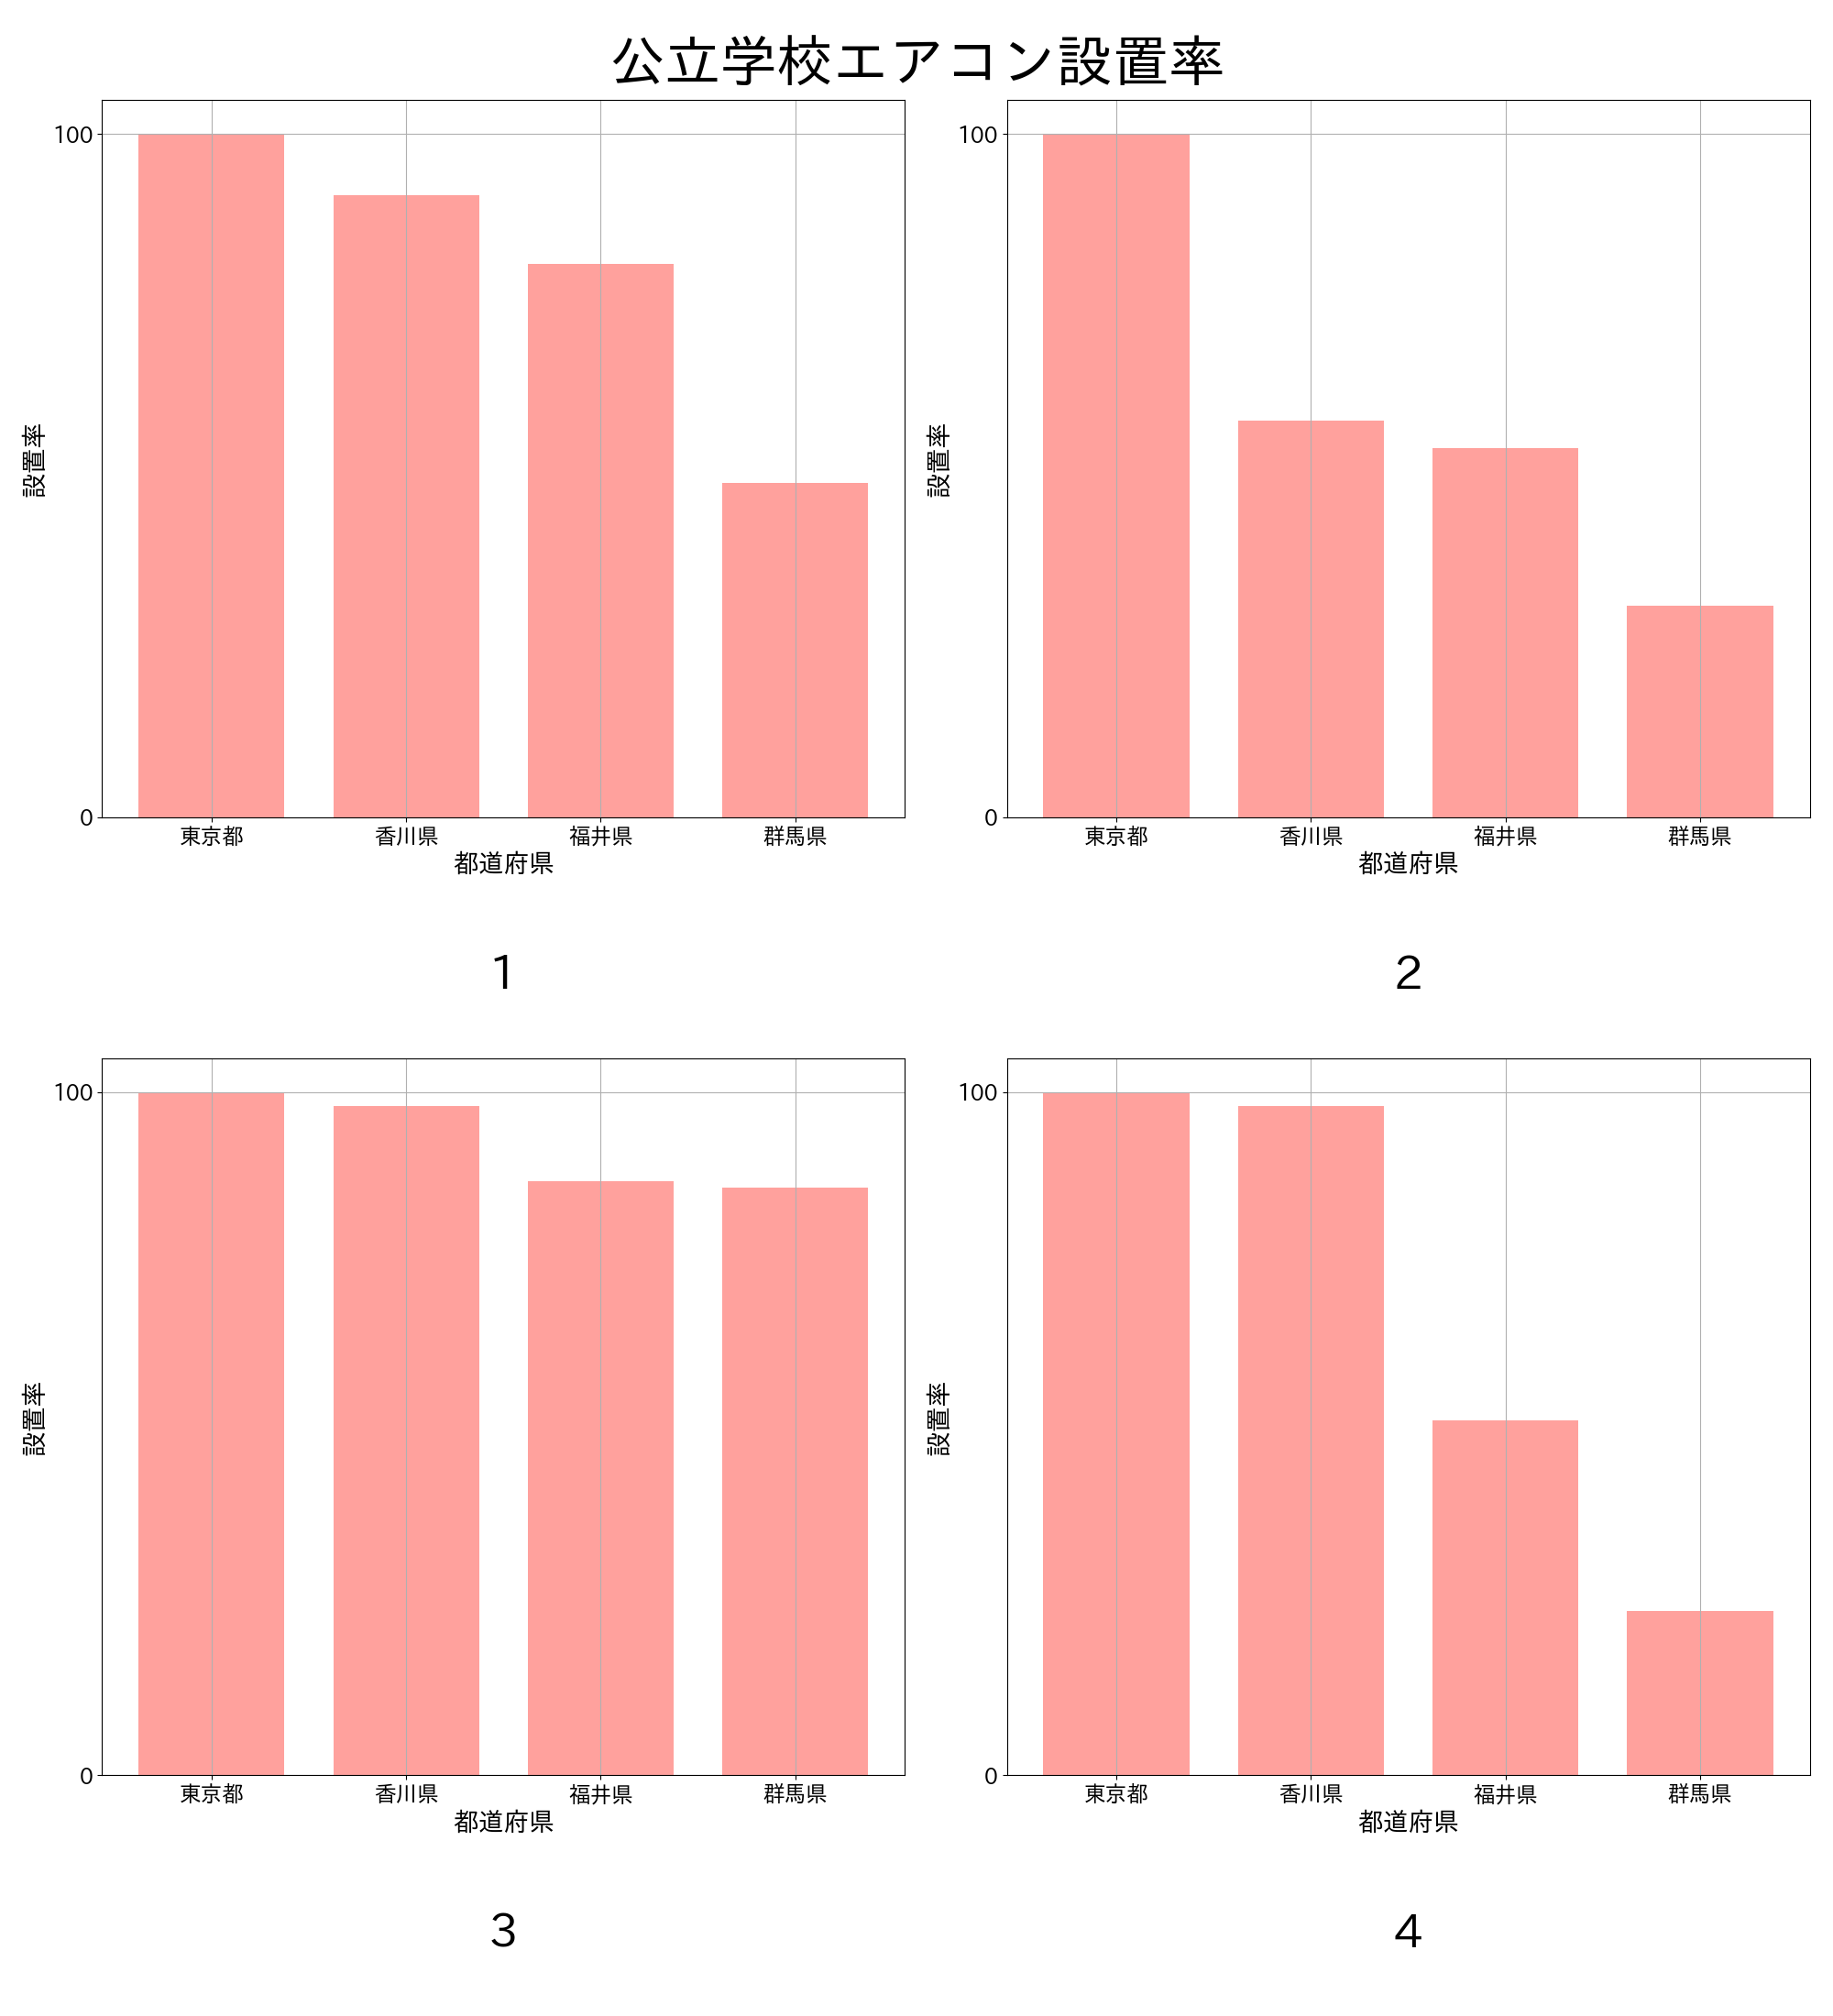 公立学校エアコン設置率
100
0
設置率
東京都 香川県 福井県 群馬県
都道府県
1
100
0
設置率
東京都 香川県 福井県 群馬県
都道府県
2
100
0
設置率
東京都 香川県 福井県 群馬県
都道府県
3
100
0
設置率
東京都 香川県 福井県 群馬県
都道府県
4